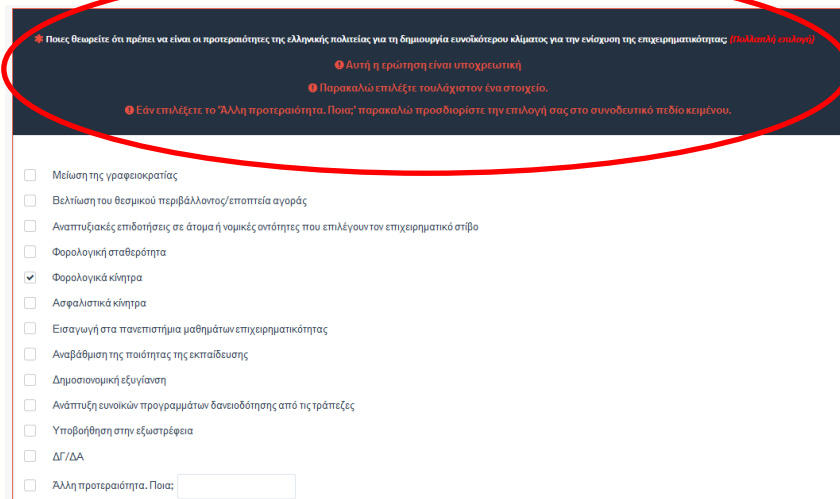 * Ποιες θεωρείτε ότι πρέπει να είναι οι προτεραιότητες της ελληνικής πολιτείας για τη δημιουργία ευνοϊκότερου κλίματος για την ενίσχυση της επιχειρηματικότητας; (Πολλαπλή επιλογή)
Αυτή η ερώτηση είναι υποχρεωτική
Παρακαλώ επιλέξτε τουλάχιστον ένα στοιχείο.
Εάν επιλέξετε το 'Άλλη προτεραιότητα. Ποια;' παρακαλώ προσδιορίστε την επιλογή σας στο συνοδευτικό πεδίο κειμένου.
Μείωση της γραφειοκρατίας
Βελτίωση του θεσμικού περιβάλλοντος/εποπτεία αγοράς
Αναπτυξιακές επιδοτήσεις σε άτομα ή νομικές οντότητες που επιλέγουν τον επιχειρηματικό στίβο
Φορολογική σταθερότητα
Φορολογικά κίνητρα
Ασφαλιστικά κίνητρα
Εισαγωγή στα πανεπιστήμια μαθημάτων επιχειρηματικότητας
Αναβάθμιση της ποιότητας της εκπαίδευσης
Δημοσιονομική εξυγίανση
Ανάπτυξη ευνοϊκών προγραμμάτων δανειοδότησης από τις τράπεζες
Υποβοήθηση στην εξωστρέφεια
ΔΓ/ΔΑ
Άλλη προτεραιότητα. Ποια;